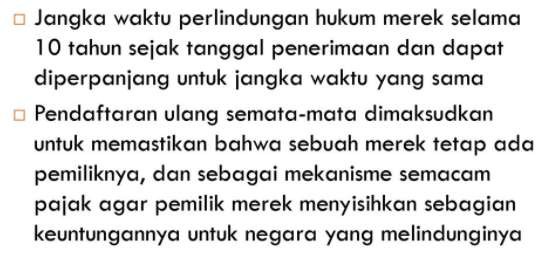 Jangka waktu perlindungan hukum merek selama
10 tahun sejak tanggal penerimaan dan dapat
diperpanjang untuk jangka waktu yang sama
Pendaftaran ulang semata-mata dimaksudkan
untuk memastikan bahwa sebuah merek tetap ada
pemiliknya, dan sebagai mekanisme semacam
pajak agar pemilik merek menyisihkan sebagian
keuntungannya untuk negara yang melindunginya